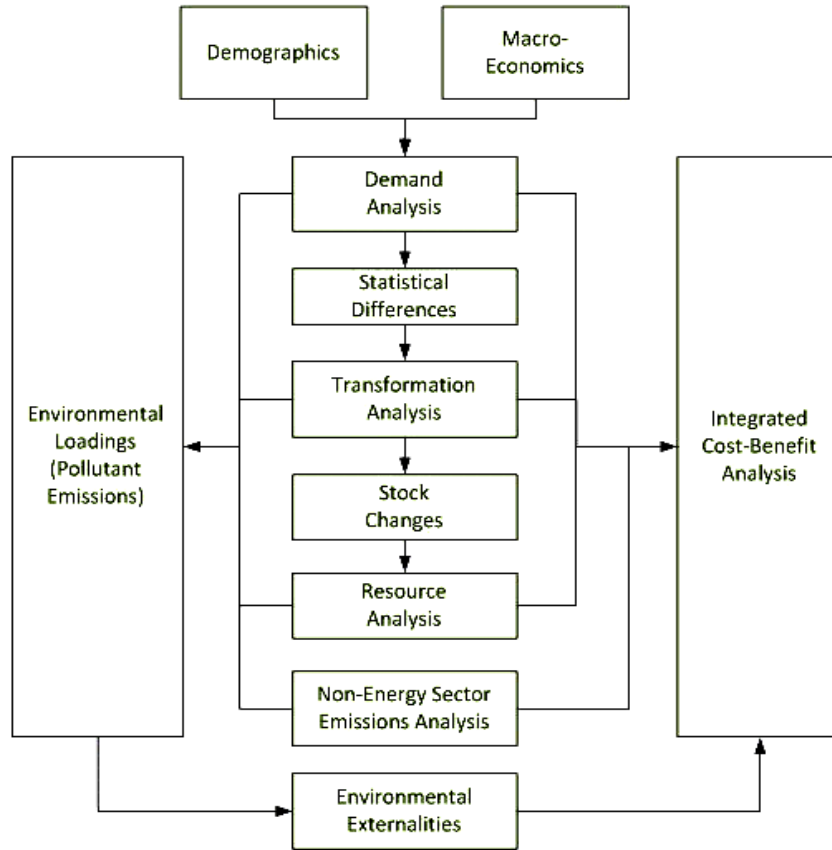 Demographics
Macro-
Economics
Demand
Analysis
Statistical
Differences
Transformation
Analysis
Environmental
Loadings
(Pollutant
Emissions)
Integrated
Cost-Benefit
Analysis
Stock
Changes
Resource
Analysis
Non-Energy Sector
Emissions Analysis
Environmental
Externalities